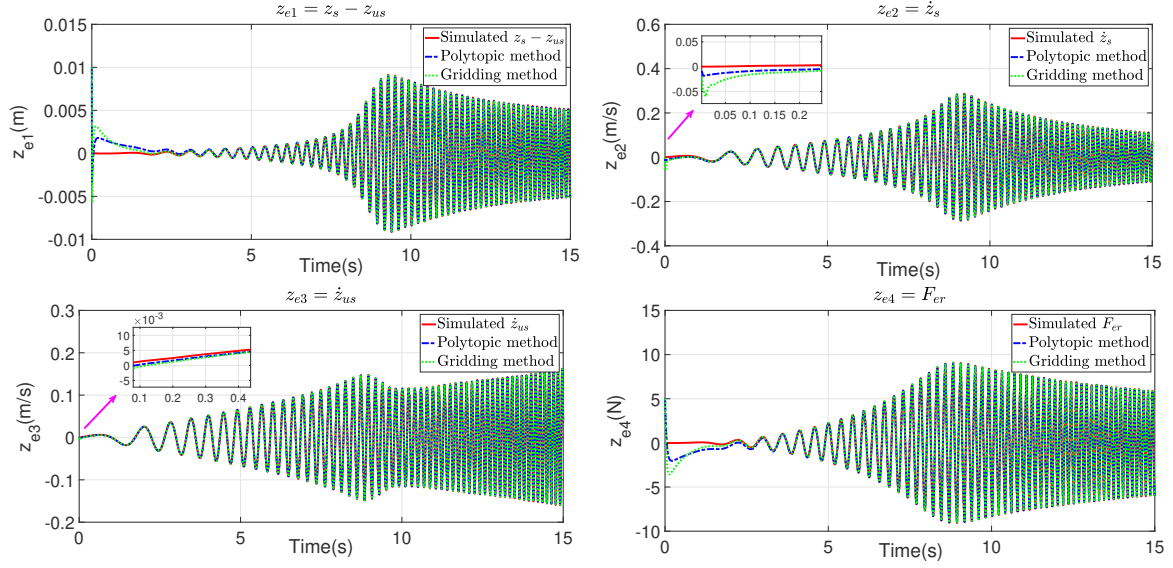 z_{e1} = z_s − z_{us}
0.015
0.01
0.005
0
-0.005
-0.01
z_{e1}(m)
Simulated z_s − z_{us}
Polytopic method
Gridding method
0 5 10 15
Time(s)
z_{e2} = ż_s
0.6
0.4
0.2
0
-0.2
-0.4
z_{e2}(m/s)
0.05
0
-0.05
0.05 0.1 0.15 0.2
Simulated ż_s
Polytopic method
Gridding method
0 5 10 15
Time(s)
z_{e3} = ż_{us}
0.3
0.2
0.1
0
-0.1
-0.2
z_{e3}(m/s)
×10^{-3}
10
5
0
-5
0.1 0.2 0.3 0.4
Simulated ż_{us}
Polytopic method
Gridding method
0 5 10 15
Time(s)
z_{e4} = F_{er}
15
10
5
0
-5
-10
z_{e4}(N)
Simulated F_{er}
Polytopic method
Gridding method
0 5 10 15
Time(s)